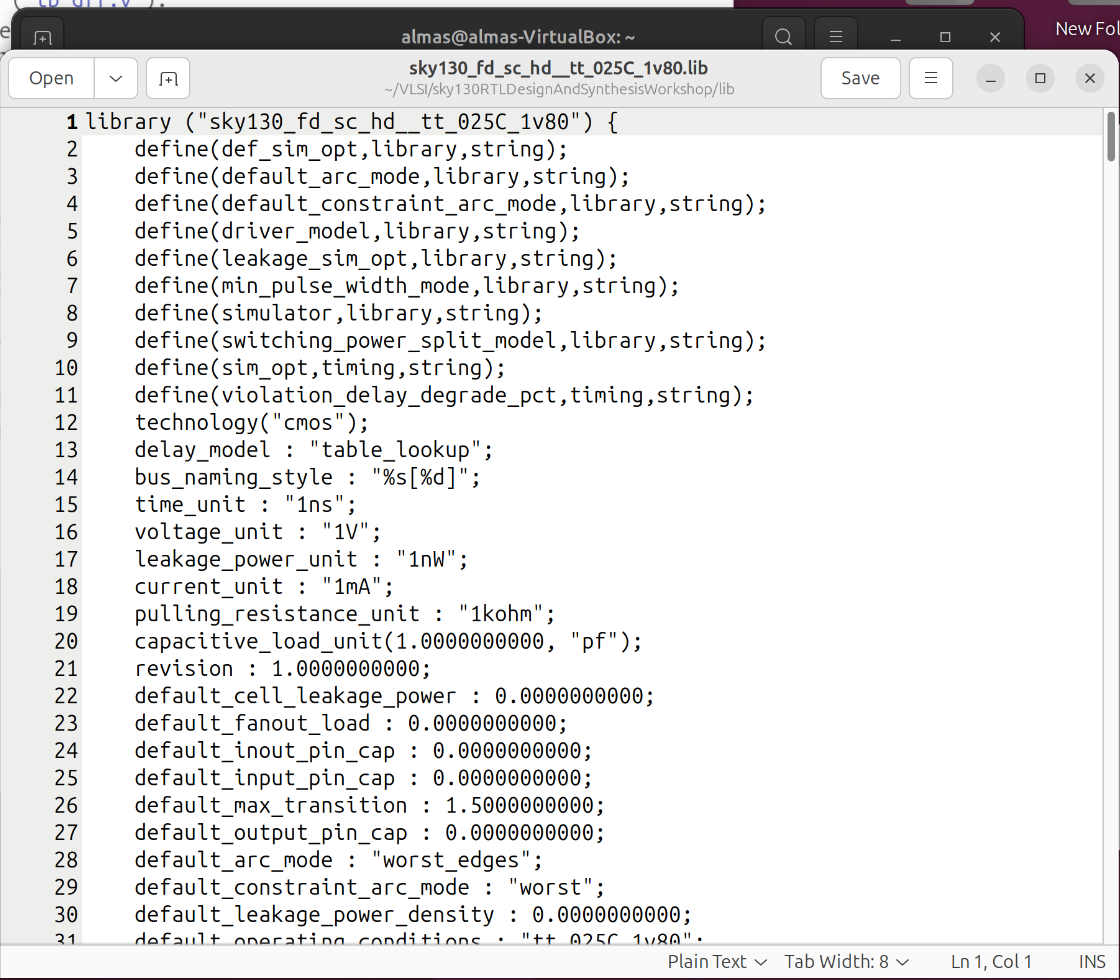 almas@almas-VirtualBox: ~
New Fol
Open
sky130_fd_sc_hd__tt_025C_1v80.lib
~/VLSI/sky130RTLDesignAndSynthesisWorkshop/lib
Save
1 library ("sky130_fd_sc_hd__tt_025C_1v80") {
2     define(def_sim_opt,library,string);
3     define(default_arc_mode,library,string);
4     define(default_constraint_arc_mode,library,string);
5     define(driver_model,library,string);
6     define(leakage_sim_opt,library,string);
7     define(min_pulse_width_mode,library,string);
8     define(simulator,library,string);
9     define(switching_power_split_model,library,string);
10     define(sim_opt,timing,string);
11     define(violation_delay_degrade_pct,timing,string);
12     technology("cmos");
13     delay_model : "table_lookup";
14     bus_naming_style : "%s[%d]";
15     time_unit : "1ns";
16     voltage_unit : "1V";
17     leakage_power_unit : "1nW";
18     current_unit : "1mA";
19     pulling_resistance_unit : "1kohm";
20     capacitive_load_unit(1.0000000000, "pf");
21     revision : 1.0000000000;
22     default_cell_leakage_power : 0.0000000000;
23     default_fanout_load : 0.0000000000;
24     default_inout_pin_cap : 0.0000000000;
25     default_input_pin_cap : 0.0000000000;
26     default_max_transition : 1.5000000000;
27     default_output_pin_cap : 0.0000000000;
28     default_arc_mode : "worst_edges";
29     default_constraint_arc_mode : "worst";
30     default_leakage_power_density : 0.0000000000;
31     default_operating_conditions : "tt_025C_1v80";
Plain Text
Tab Width: 8
Ln 1, Col 1
INS